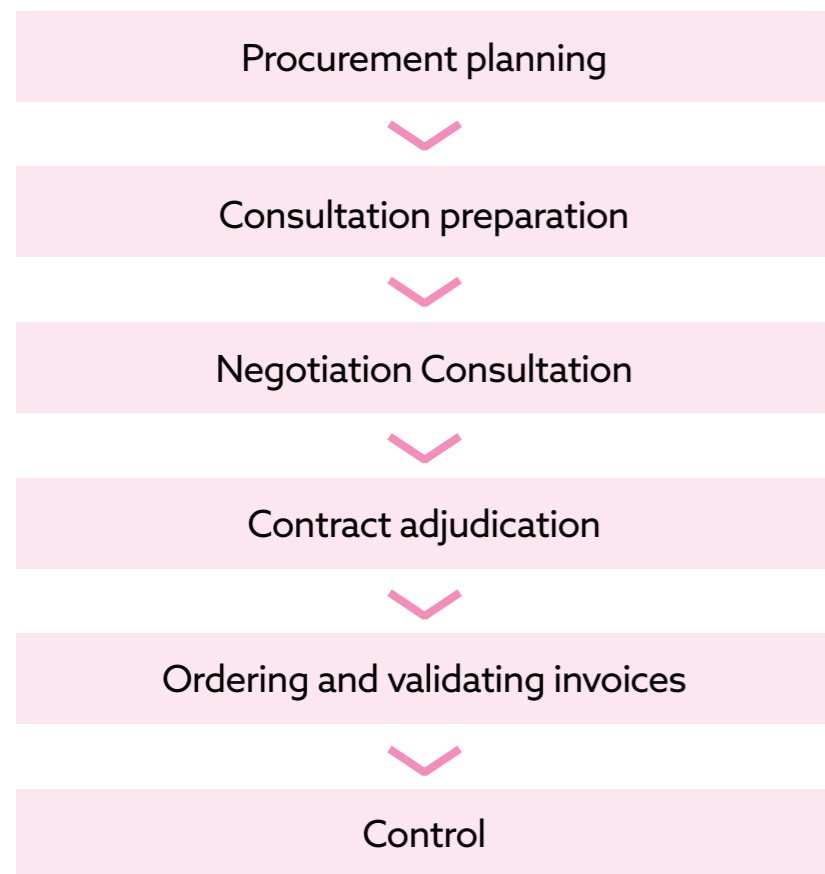 Procurement planning
Consultation preparation
Negotiation Consultation
Contract adjudication
Ordering and validating invoices
Control